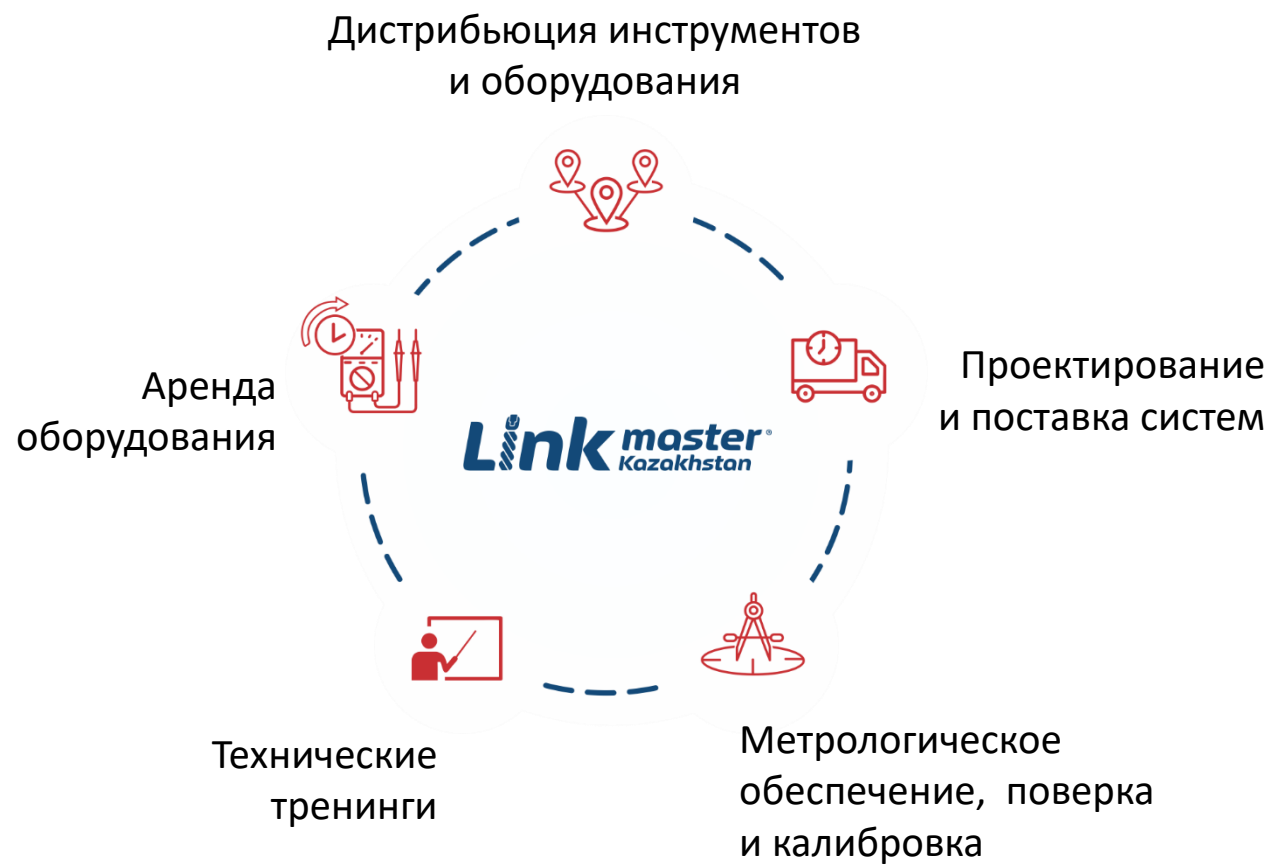 Дистрибьюция инструментов
и оборудования
Проектирование
и поставка систем
Аренда
оборудования
Link master®
Kazakhstan
Технические
тренинги
Метрологическое
обеспечение, поверка
и калибровка